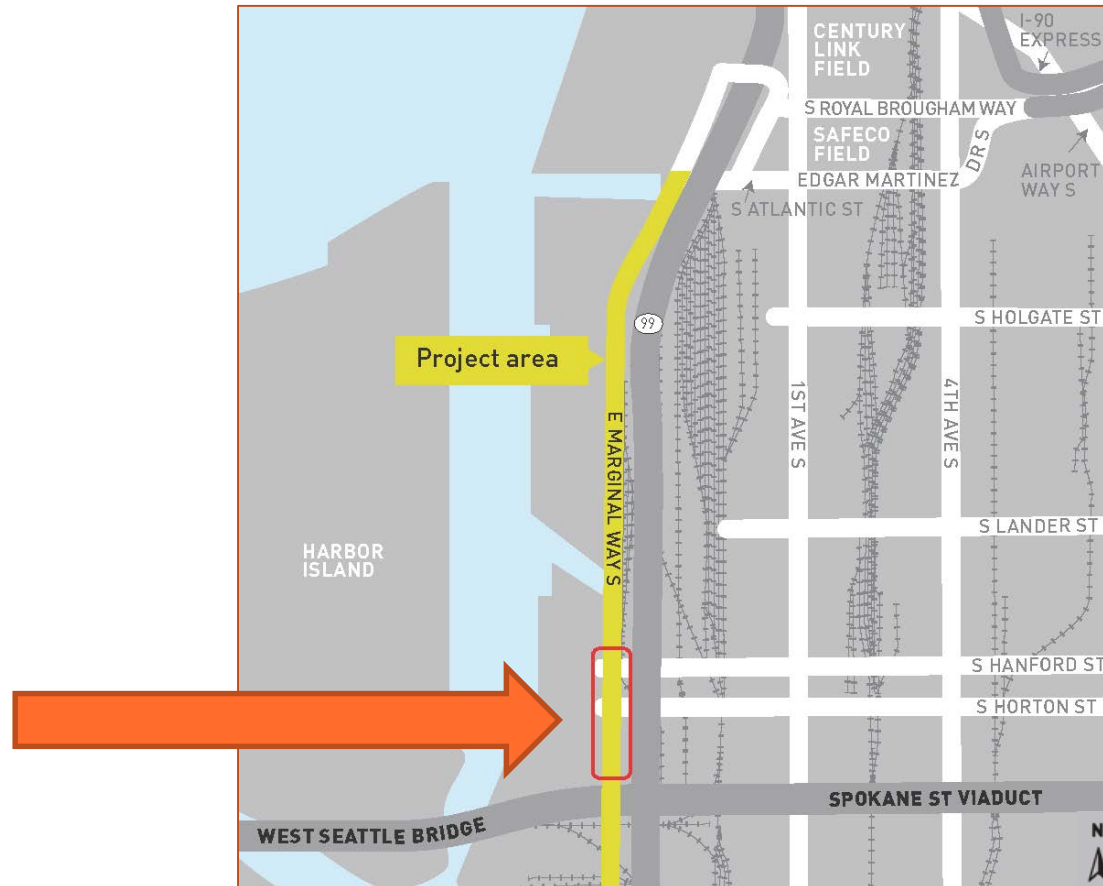 I-90
EXPRESS
CENTURY
LINK
FIELD
S ROYAL BROUGHAM WAY
SAFECO
FIELD
DR S
EDGAR MARTINEZ
AIRPORT
WAY S
S ATLANTIC ST
S HOLGATE ST
99
Project area
E MARGINAL WAY S
1ST AVE S
4TH AVE S
S LANDER ST
HARBOR
ISLAND
S HANFORD ST
S HORTON ST
SPOKANE ST VIADUCT
WEST SEATTLE BRIDGE
N